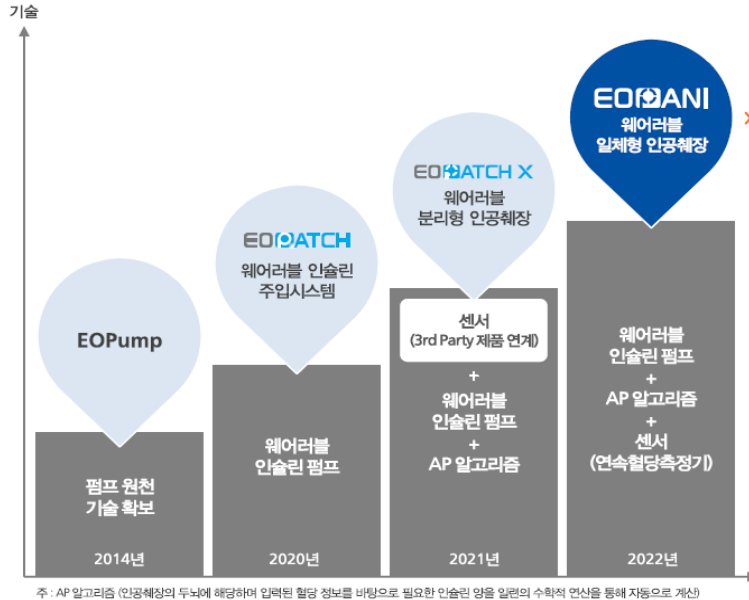 기술
EOPANI
웨어러블
일체형 인공췌장
EOPATCH X
웨어러블
분리형 인공췌장
EOPATCH
웨어러블 인슐린
주입시스템
EOPump
센서
(3rd Party 제품 연계)
+
웨어러블
인슐린 펌프
+
AP 알고리즘
웨어러블
인슐린 펌프
+
AP 알고리즘
+
센서
(연속혈당측정기)
웨어러블
인슐린 펌프
펌프 원천
기술 확보
2014년
2020년
2021년
2022년
주 : AP 알고리즘 (인공췌장의 두뇌에 해당하며 입력된 혈당 정보를 바탕으로 필요한 인슐린 양을 일련의 수학적 연산을 통해 자동으로 계산)